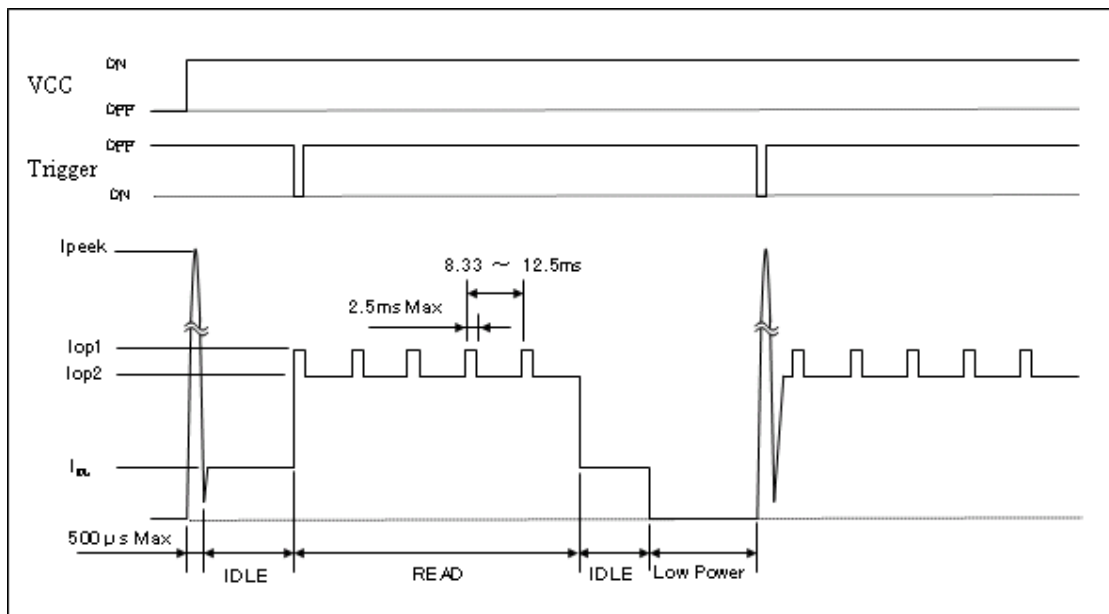 ON
VCC
OFF
OFF
Trigger
ON
Ipeek
8.33 ～ 12.5ms
2.5ms Max
Iop1
Iop2
500μs Max
IDLE
READ
IDLE
Low Power